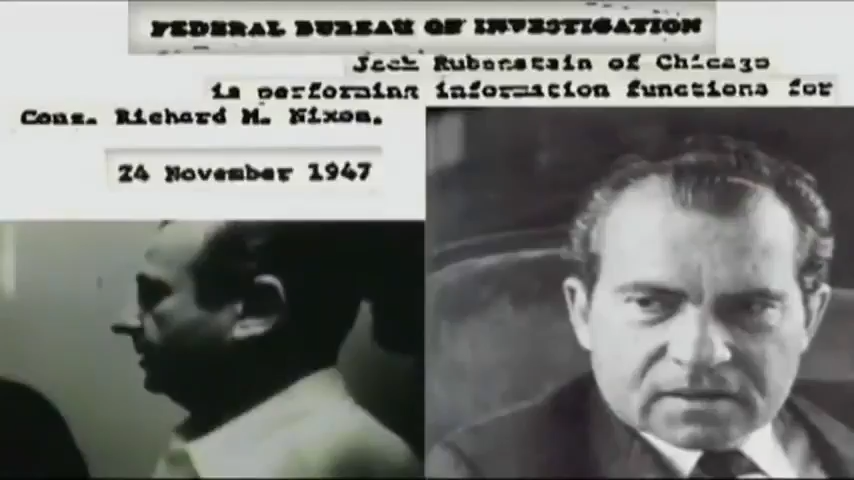 FEDERAL BUREAU OF INVESTIGATION
Jack Rubenstein of Chicago
is performing information functions for
Cong. Richard M. Nixon.
24 November 1947